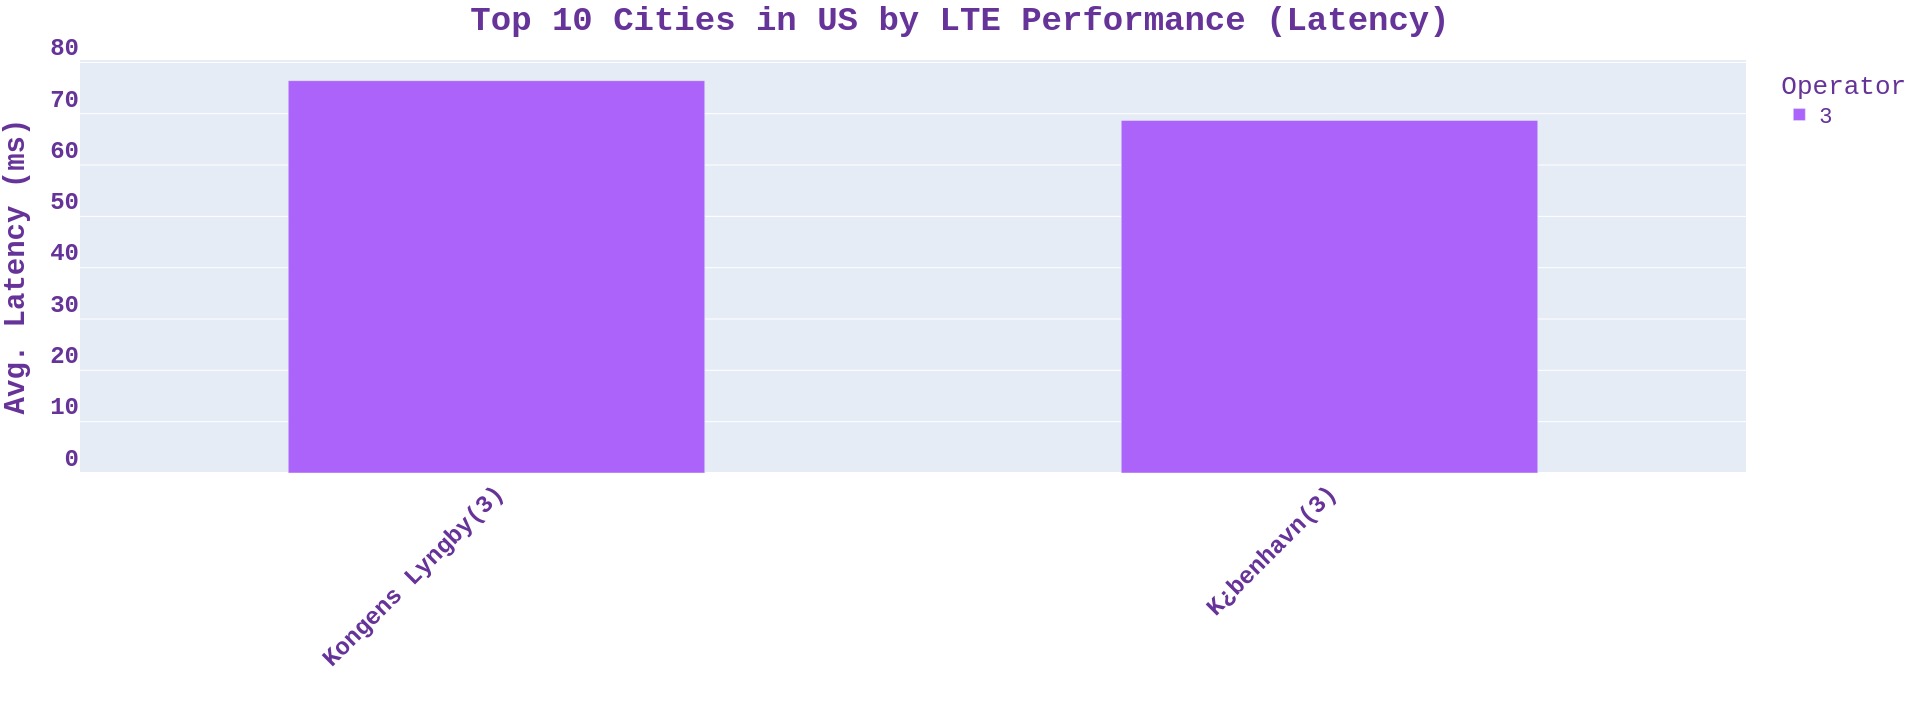 Top 10 Cities in US by LTE Performance (Latency)
80
70
60
50
40
30
20
10
0
Avg. Latency (ms)
Kongens Lyngby(3)
K¿benhavn(3)
Operator
3